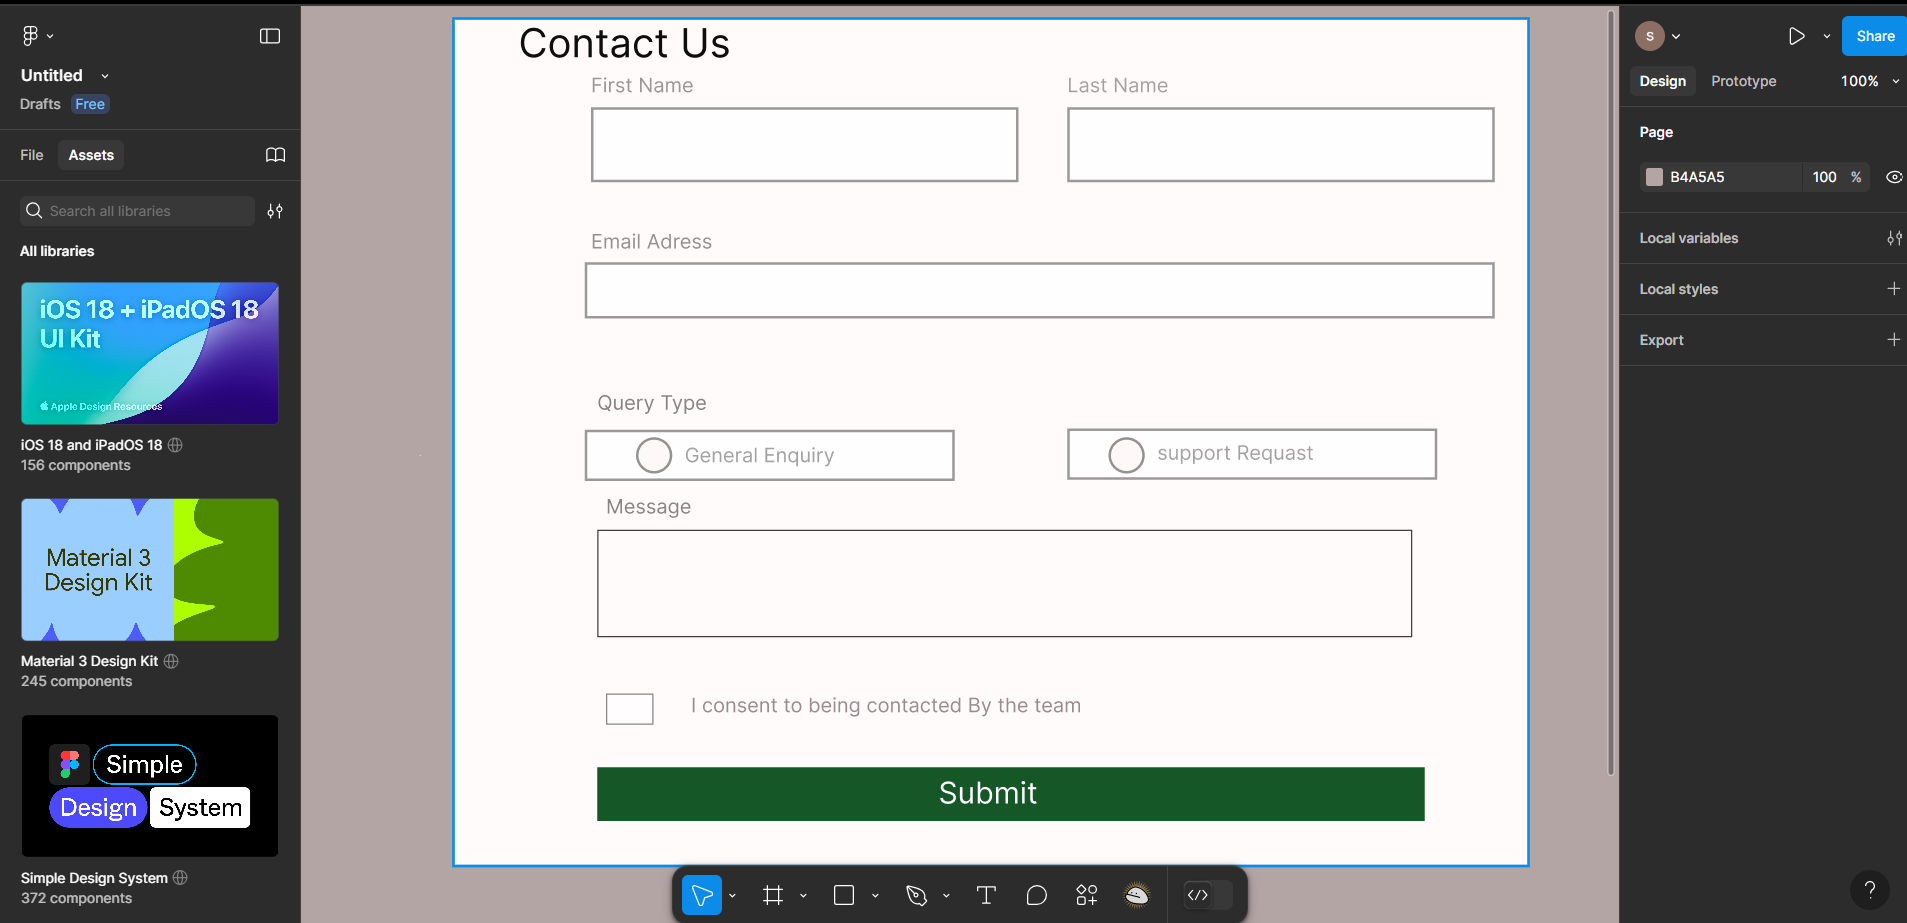 Untitled
Drafts Free
File Assets
Search all libraries
All libraries
iOS 18 + iPadOS 18
UI Kit
Apple Design Resources
iOS 18 and iPadOS 18
156 components
Material 3
Design Kit
Material 3 Design Kit
245 components
Simple
Design System
Simple Design System
372 components
Contact Us
First Name Last Name
Email Adress
Query Type
General Enquiry support Requast
Message
I consent to being contacted By the team
Submit
S Share
Design Prototype 100%
Page
B4A5A5 100 %
Local variables
Local styles
Export
?